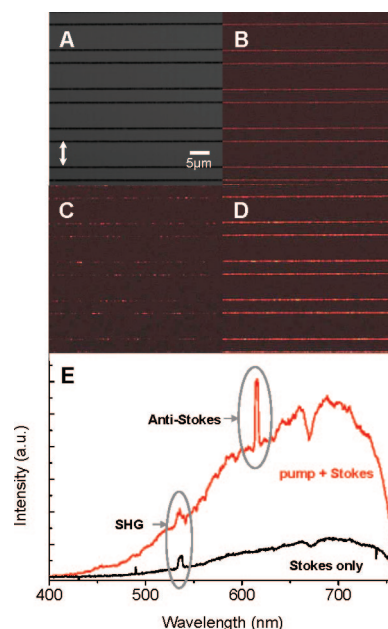 A
B
5μm
C
D
E
Anti-Stokes
pump + Stokes
SHG
Stokes only
Intensity (a.u.)
400 500 600 700
Wavelength (nm)